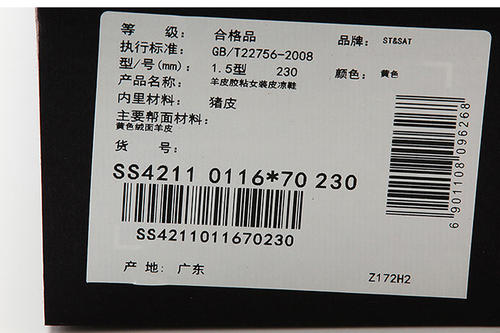 等 级: 合格品 品牌: ST&SAT
执行标准: GB/T22756-2008
型/号(mm): 1.5型 230 颜色: 黄色
产品名称: 羊皮胶粘女装皮凉鞋
内里材料: 猪皮
主要帮面材料:
黄色绒面羊皮
货 号:
SS4211 0116*70 230
SS4211011670230
6901108096268
产 地: 广东
Z172H2